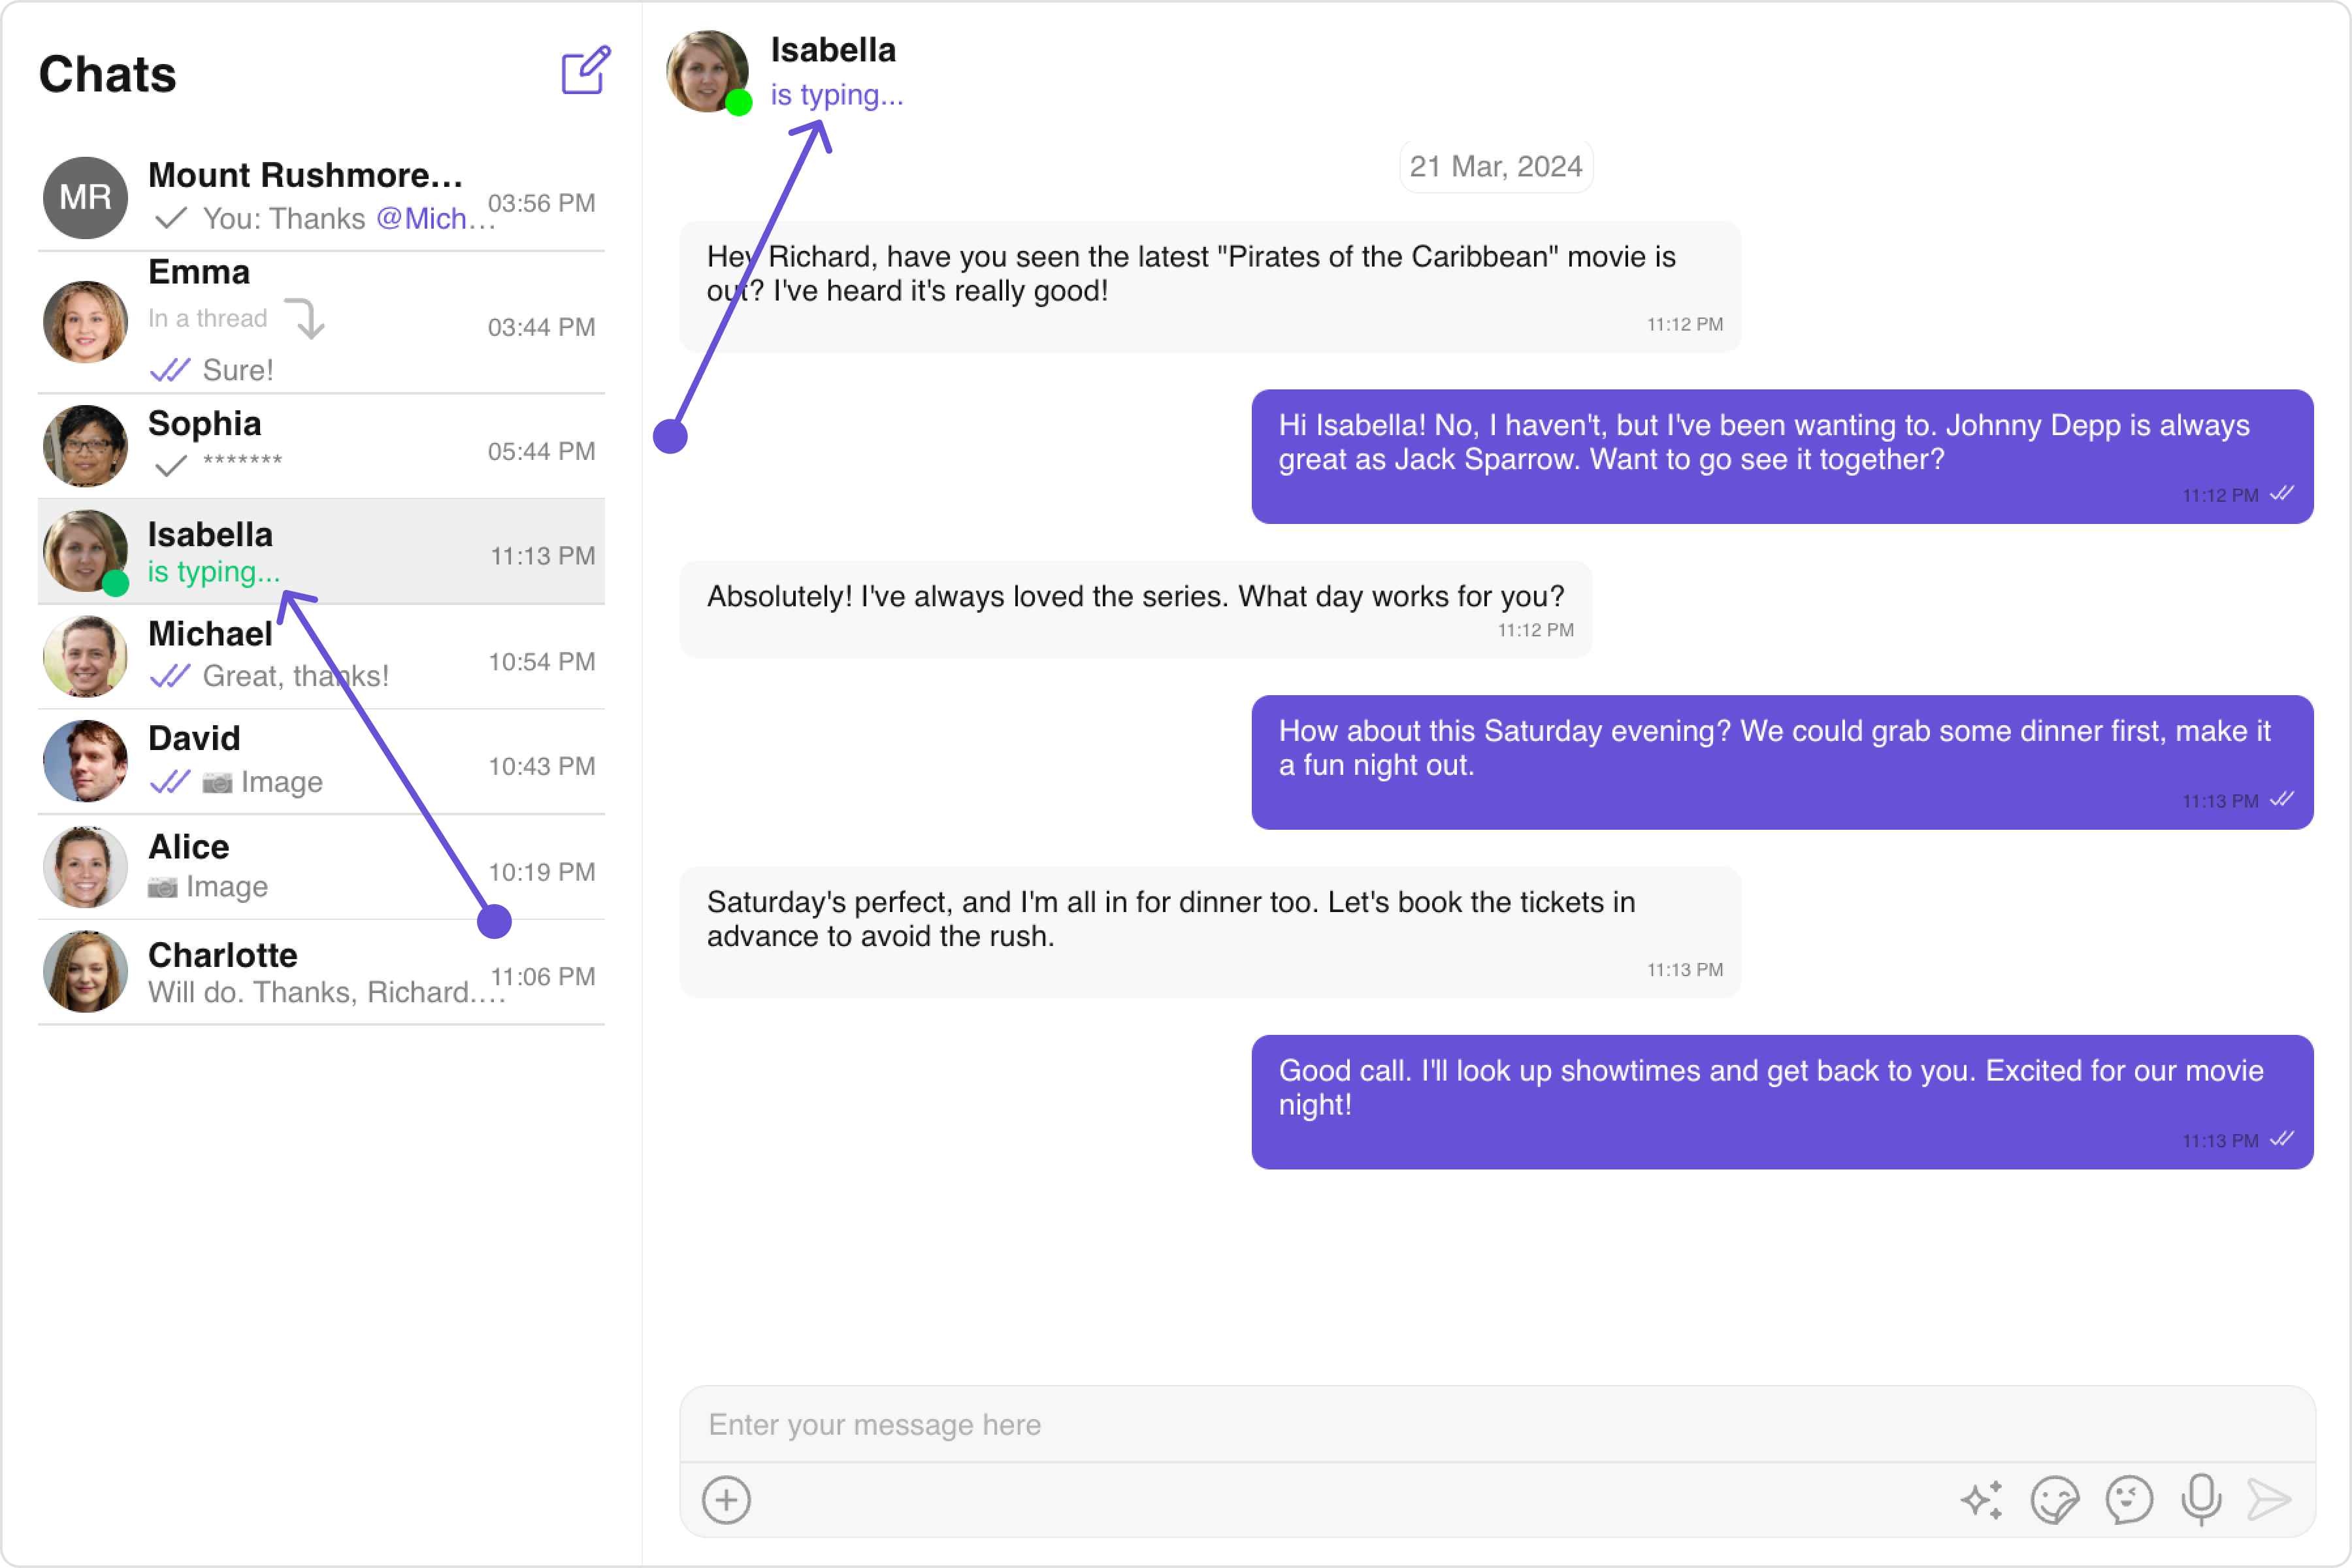 Chats
MR
Mount Rushmore...
You: Thanks @Mich...
03:56 PM
Emma
In a thread
Sure!
03:44 PM
Sophia
*******
05:44 PM
Isabella
is typing...
11:13 PM
Michael
Great, thanks!
10:54 PM
David
Image
10:43 PM
Alice
Image
10:19 PM
Charlotte
Will do. Thanks, Richard....
11:06 PM
Isabella
is typing...
21 Mar, 2024
Hey Richard, have you seen the latest "Pirates of the Caribbean" movie is
out? I've heard it's really good!
11:12 PM
Hi Isabella! No, I haven't, but I've been wanting to. Johnny Depp is always
great as Jack Sparrow. Want to go see it together?
11:12 PM
Absolutely! I've always loved the series. What day works for you?
11:12 PM
How about this Saturday evening? We could grab some dinner first, make it
a fun night out.
11:13 PM
Saturday's perfect, and I'm all in for dinner too. Let's book the tickets in
advance to avoid the rush.
11:13 PM
Good call. I'll look up showtimes and get back to you. Excited for our movie
night!
11:13 PM
Enter your message here